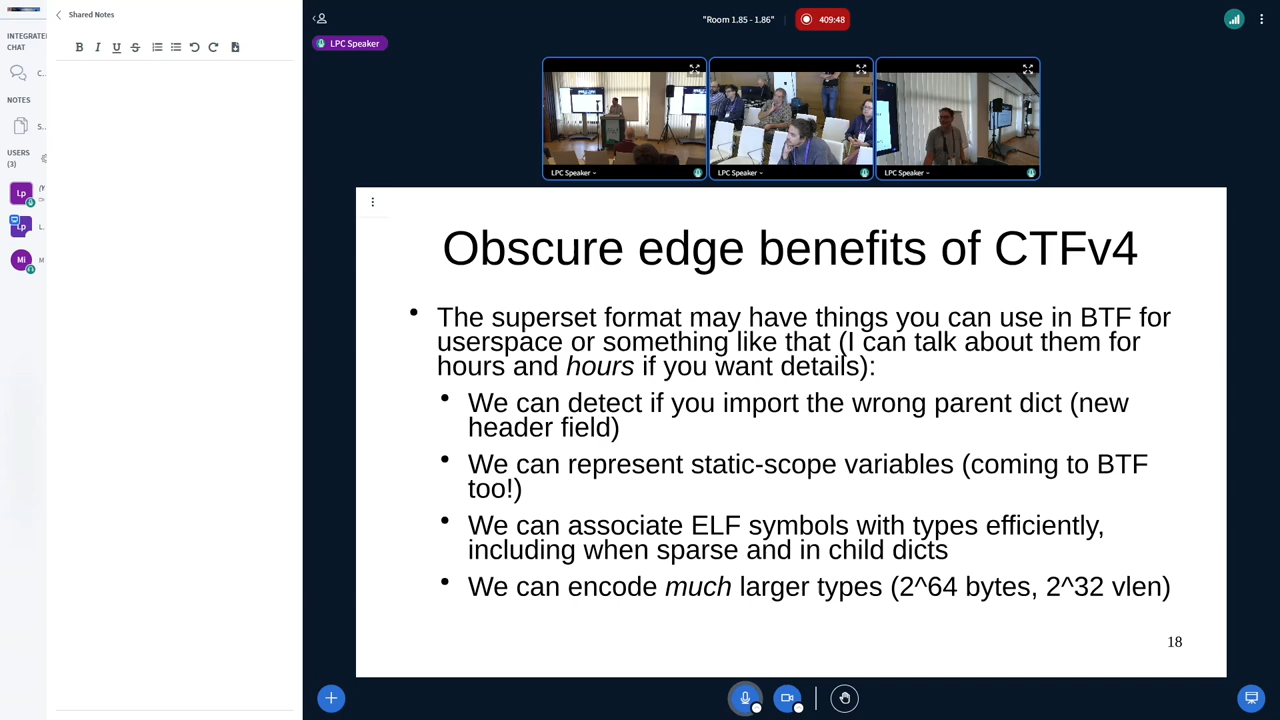 Shared Notes
"Room 1.85 - 1.86"
409:48
LPC Speaker
INTEGRATE
CHAT
C..
NOTES
S..
USERS
(3)
Lp
Lp
L..
Mi
M
LPC Speaker
LPC Speaker
LPC Speaker
Obscure edge benefits of CTFv4
• The superset format may have things you can use in BTF for
userspace or something like that (I can talk about them for
hours and hours if you want details):
• We can detect if you import the wrong parent dict (new
header field)
• We can represent static-scope variables (coming to BTF
too!)
• We can associate ELF symbols with types efficiently,
including when sparse and in child dicts
• We can encode much larger types (2^64 bytes, 2^32 vlen)
18